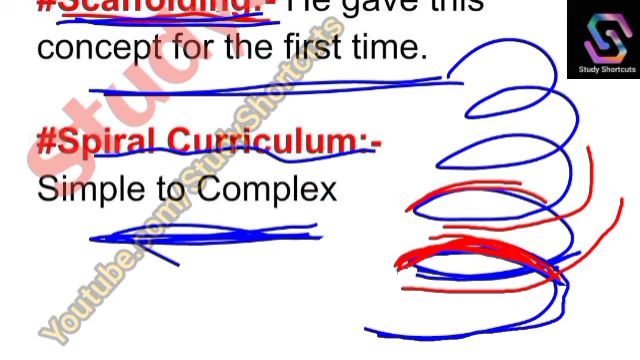 #Scaffolding:- He gave this
concept for the first time.
#Spiral Curriculum:-
Simple to Complex
Study Shortcuts
Study
Youtube.com/StudyShortcuts